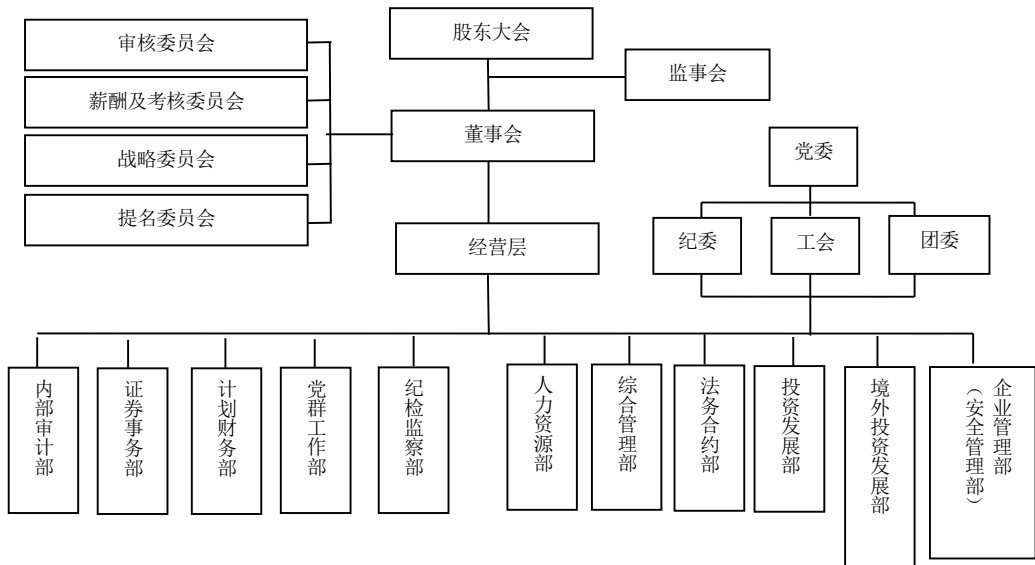 股东大会
审核委员会
监事会
薪酬及考核委员会
董事会
战略委员会
党委
提名委员会
经营层
纪委
工会
团委
内部审计部
证券事务部
计划财务部
党群工作部
纪检监察部
人力资源部
综合管理部
法务合约部
投资发展部
境外投资发展部
企业管理部
（安全管理部）